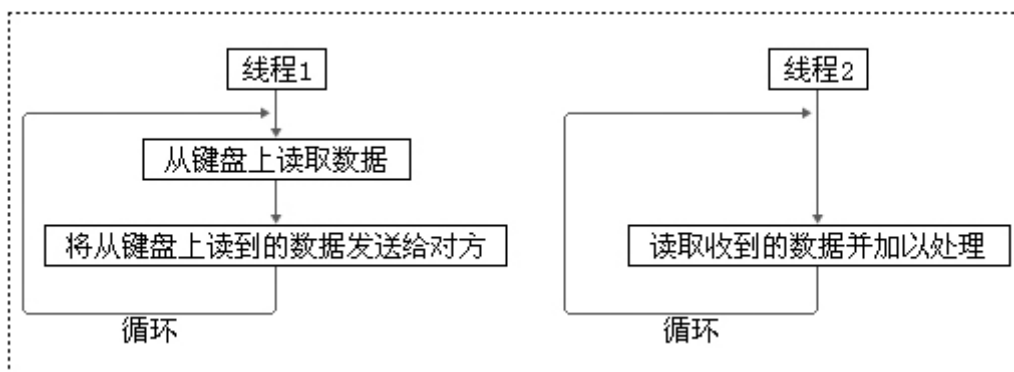 线程1
线程2
从键盘上读取数据
将从键盘上读到的数据发送给对方
读取收到的数据并加以处理
循环
循环